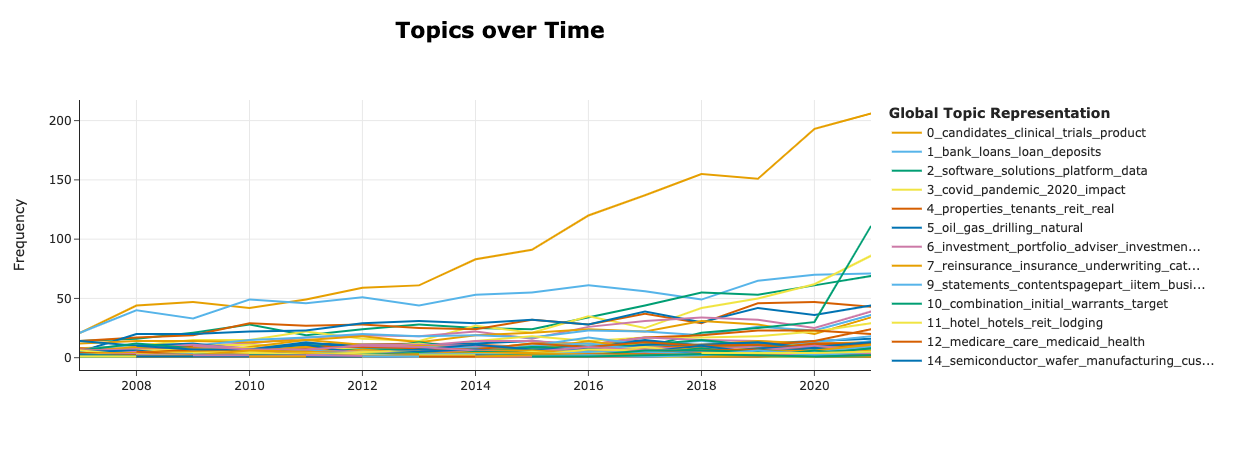 Topics over Time
Frequency
200
150
100
50
0
2008
2010
2012
2014
2016
2018
2020
Global Topic Representation
0_candidates_clinical_trials_product
1_bank_loans_loan_deposits
2_software_solutions_platform_data
3_covid_pandemic_2020_impact
4_properties_tenants_reit_real
5_oil_gas_drilling_natural
6_investment_portfolio_adviser_investmen...
7_reinsurance_insurance_underwriting_cat...
9_statements_contentspagepart_iitem_busi...
10_combination_initial_warrants_target
11_hotel_hotels_reit_lodging
12_medicare_care_medicaid_health
14_semiconductor_wafer_manufacturing_cus...